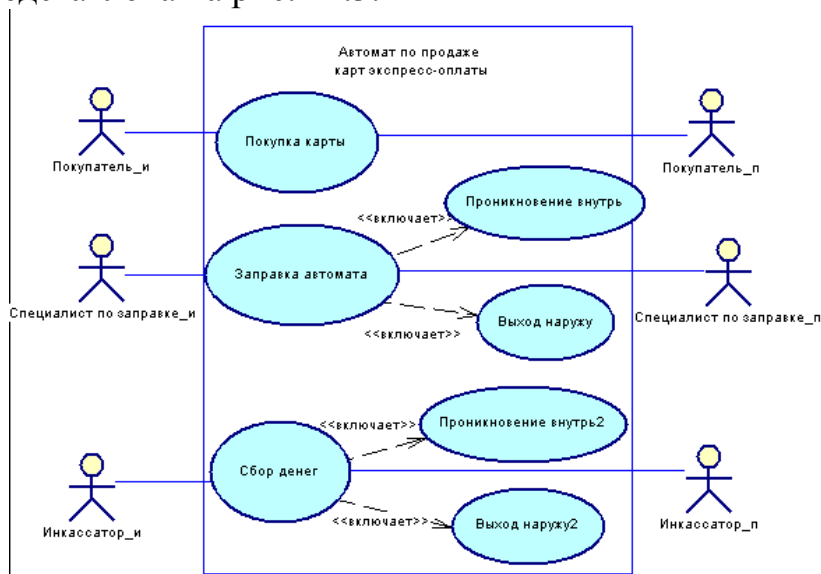 Автомат по продаже
карт экспресс-оплаты
Покупка карты
Покупатель_и
Покупатель_п
Проникновение внутрь
<<включает>>
Заправка автомата
Специалист по заправке_и
Специалист по заправке_п
Выход наружу
<<включает>>
Проникновение внутрь2
<<включает>>
Сбор денег
<<включает>>
Выход наружу2
Инкассатор_и
Инкассатор_п